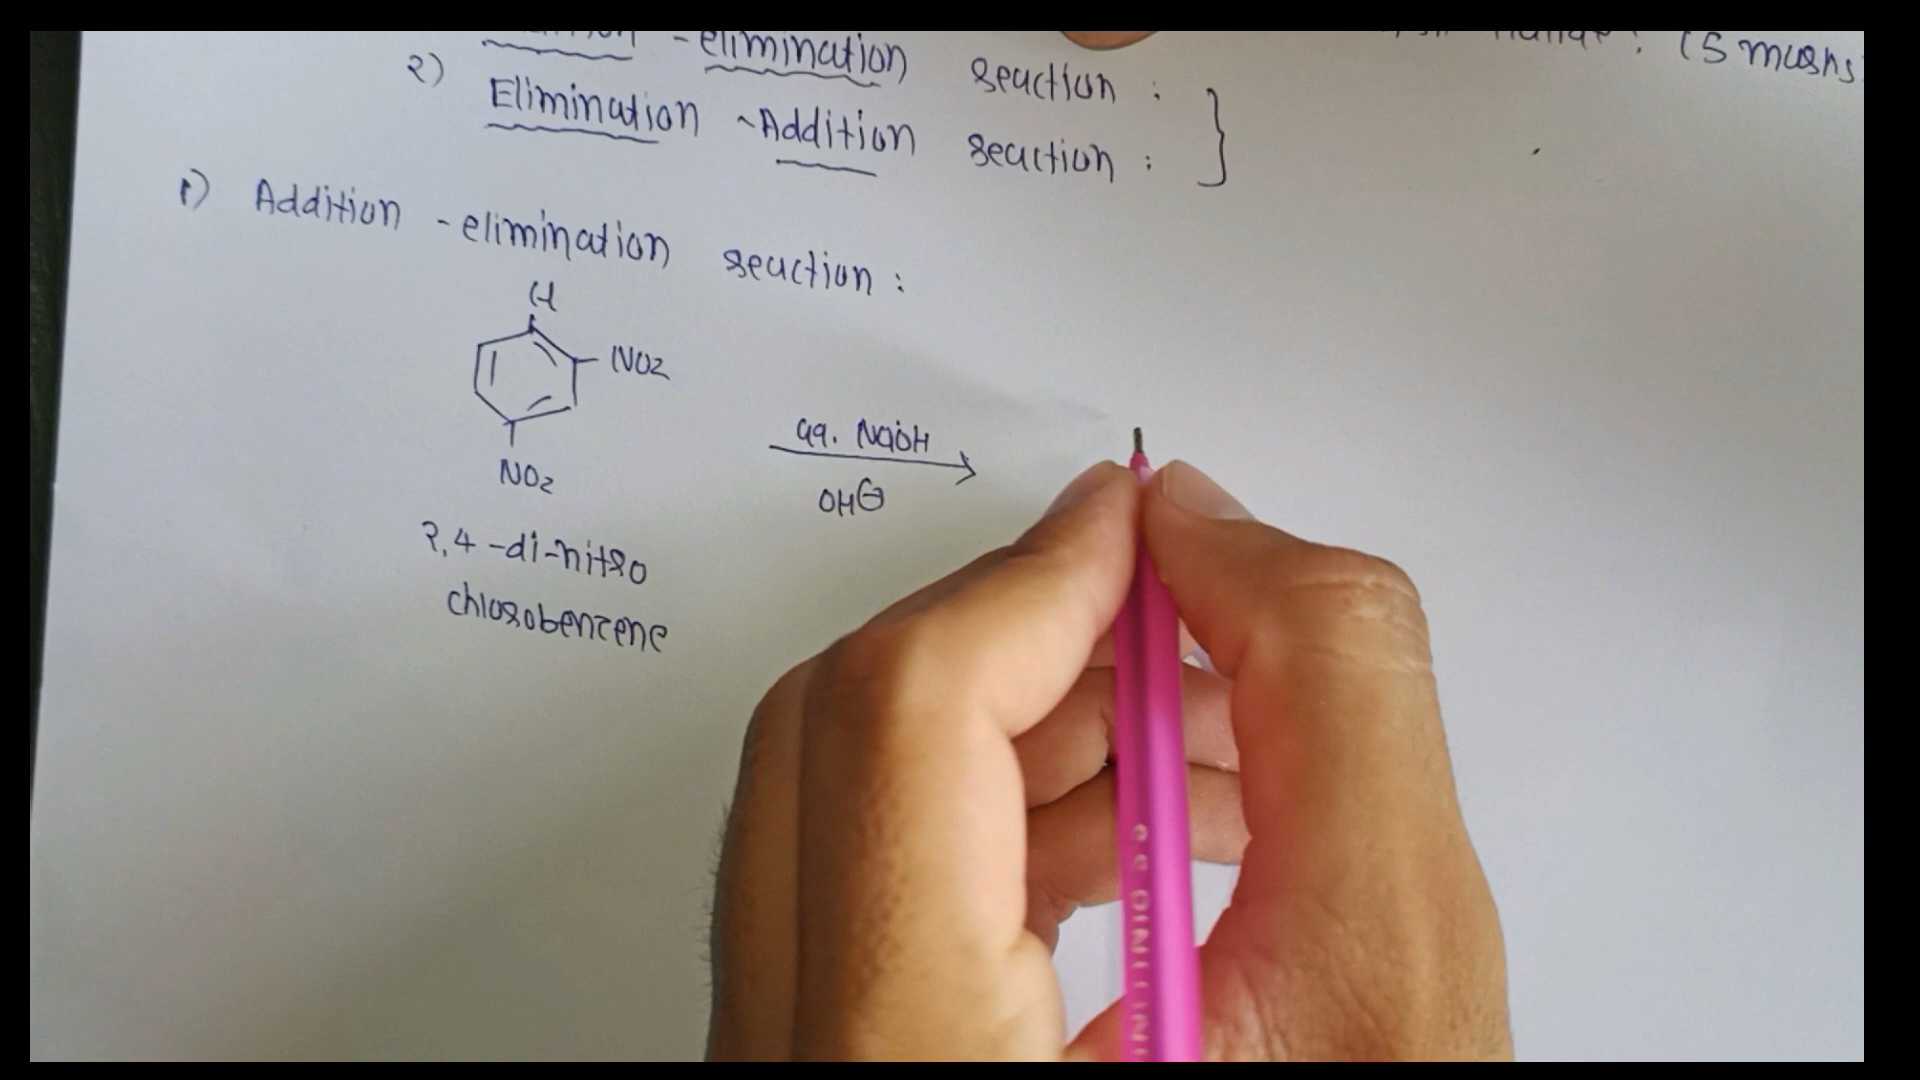 -elimination reaction :
(5 marks
2) Elimination -Addition reaction :
1) Addition -elimination reaction :
Cl
NO2
NO2
aq. NaOH
OH⊖
2,4-di-nitro
chlorobenzene